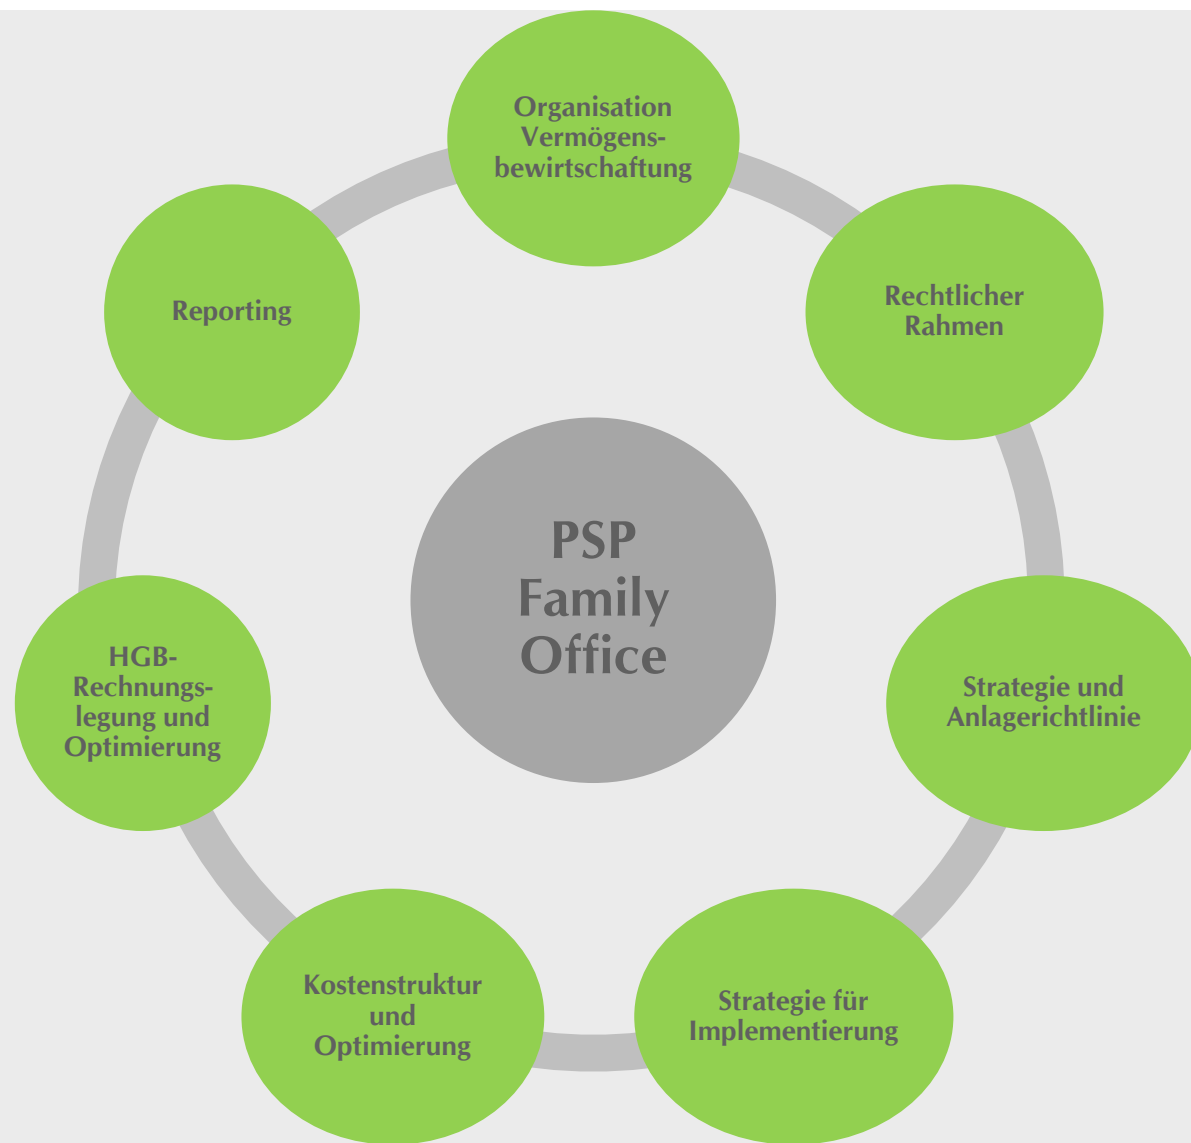 Organisation
Vermögens-
bewirtschaftung
Rechtlicher
Rahmen
Reporting
PSP
Family
Office
HGB-
Rechnungs-
legung und
Optimierung
Strategie und
Anlagerichtlinie
Kostenstruktur
und
Optimierung
Strategie für
Implementierung